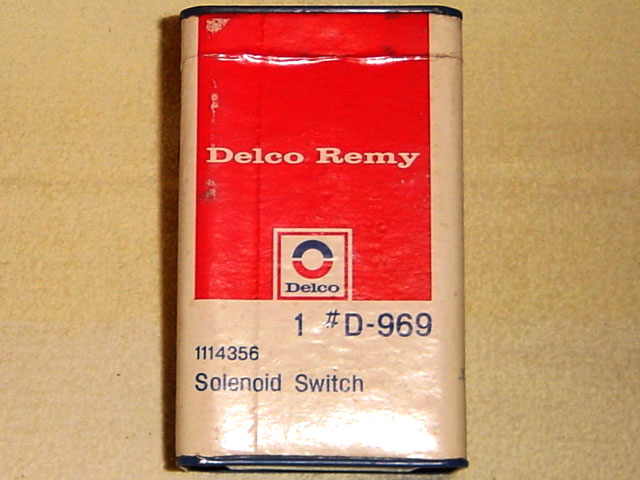 Delco Remy
Delco
1 #D-969
1114356
Solenoid Switch